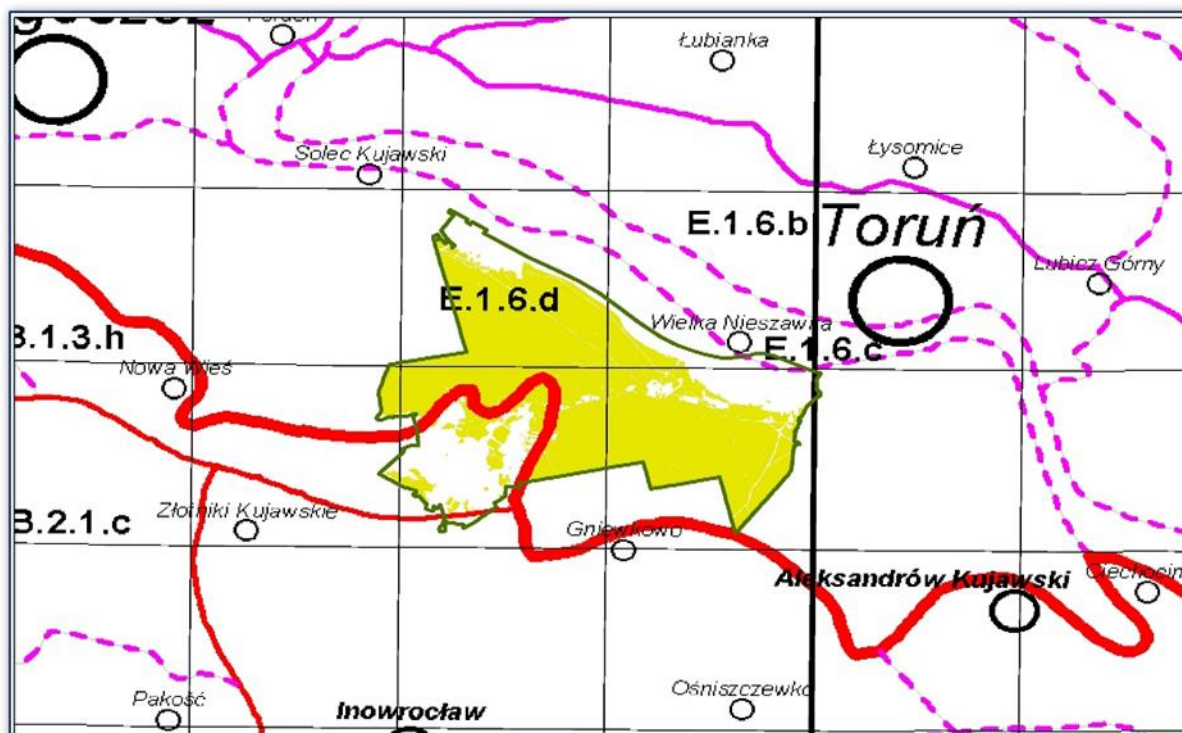 Łubianka
Solec Kujawski
Łysomice
E.1.6.b
Toruń
Lubicz Górny
E.1.6.d
Wielka Nieszawka
E.1.6.c
B.1.3.h
Nowa Wieś
Złotniki Kujawskie
B.2.1.c
Gniewkowo
Aleksandrów Kujawski
Ciechocin
Ośniszczewko
Pakość
Inowrocław